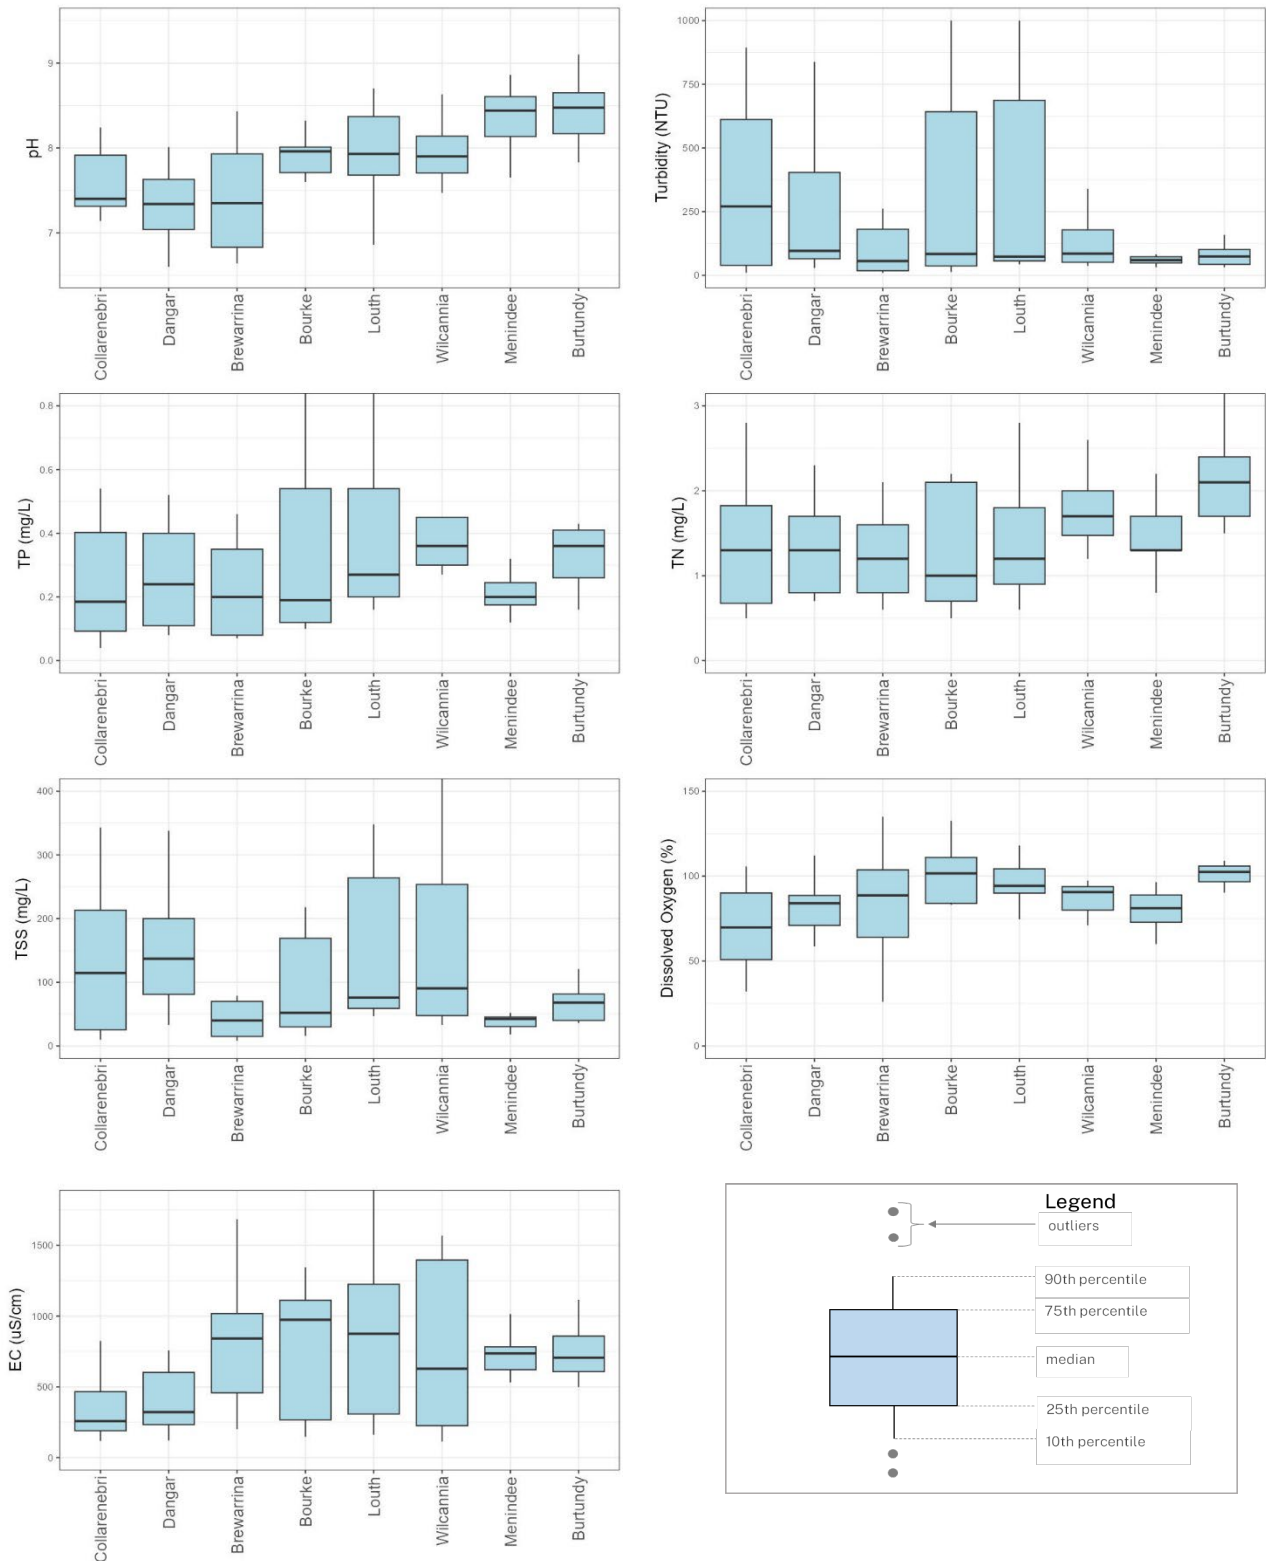 pH
9
8
7
Collarenebri
Dangar
Brewarrina
Bourke
Louth
Wilcannia
Menindee
Burtundy
Turbidity (NTU)
1000
750
500
250
0
Collarenebri
Dangar
Brewarrina
Bourke
Louth
Wilcannia
Menindee
Burtundy
TP (mg/L)
0.8
0.6
0.4
0.2
0.0
Collarenebri
Dangar
Brewarrina
Bourke
Louth
Wilcannia
Menindee
Burtundy
TN (mg/L)
3
2
1
0
Collarenebri
Dangar
Brewarrina
Bourke
Louth
Wilcannia
Menindee
Burtundy
TSS (mg/L)
400
300
200
100
0
Collarenebri
Dangar
Brewarrina
Bourke
Louth
Wilcannia
Menindee
Burtundy
Dissolved Oxygen (%)
150
100
50
0
Collarenebri
Dangar
Brewarrina
Bourke
Louth
Wilcannia
Menindee
Burtundy
EC (uS/cm)
1500
1000
500
0
Collarenebri
Dangar
Brewarrina
Bourke
Louth
Wilcannia
Menindee
Burtundy
Legend
outliers
90th percentile
75th percentile
median
25th percentile
10th percentile